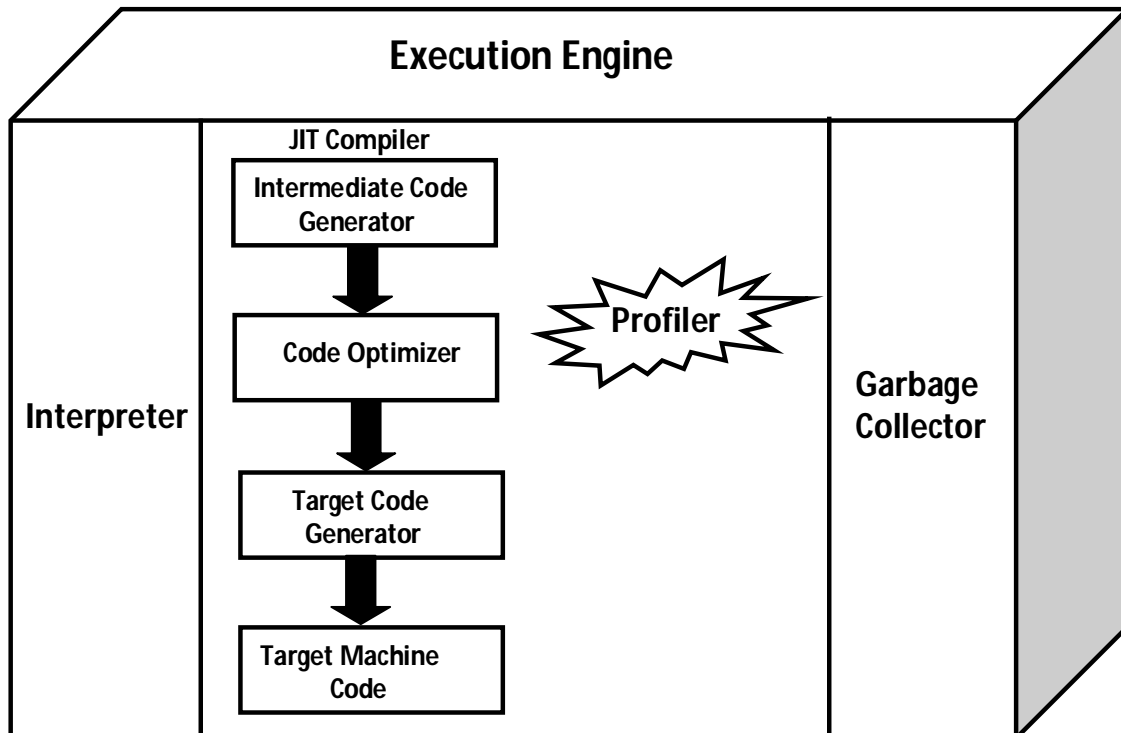 Execution Engine
Interpreter
JIT Compiler
Intermediate Code
Generator
Code Optimizer
Target Code
Generator
Target Machine
Code
Profiler
Garbage
Collector